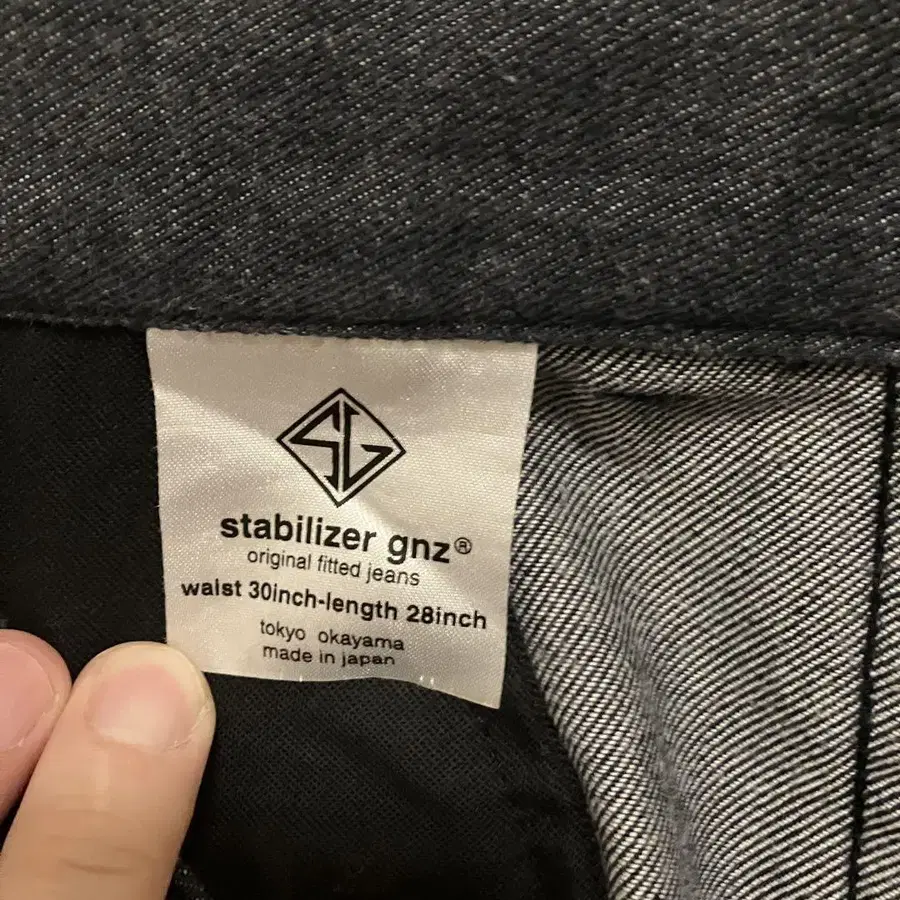 SG
stabilizer gnz®
original fitted jeans
waist 30inch-length 28inch
tokyo okayama
made in japan